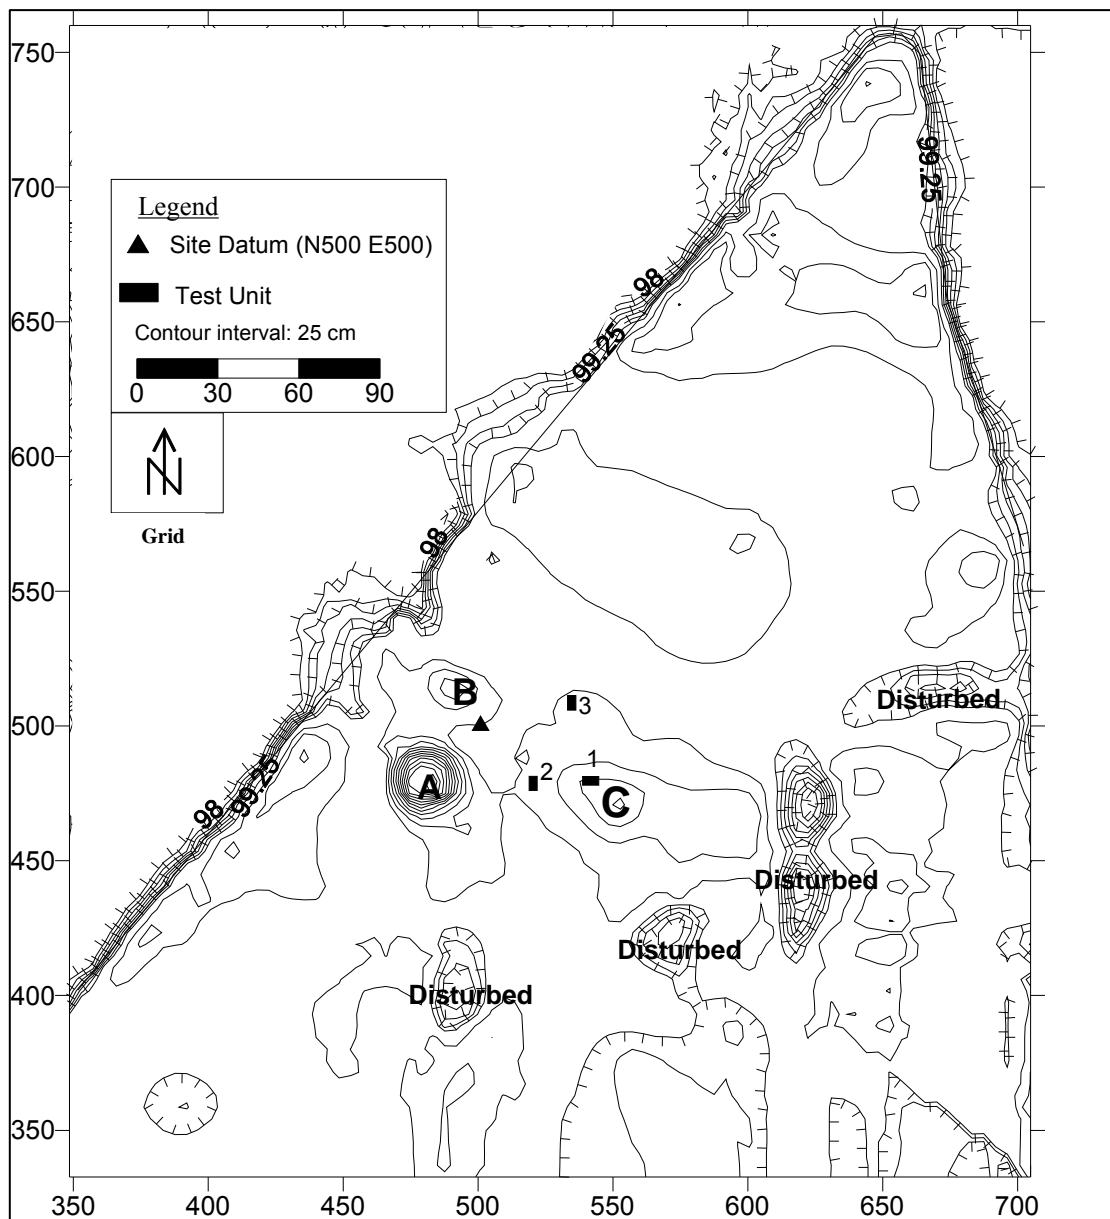 750
700
650
600
550
500
450
400
350
Legend
Site Datum (N500 E500)
Test Unit
Contour interval: 25 cm
0 30 60 90
N
Grid
99.25
98
99.25
98
98
99.25
B
A
3
2
1
C
Disturbed
Disturbed
Disturbed
Disturbed
350 400 450 500 550 600 650 700